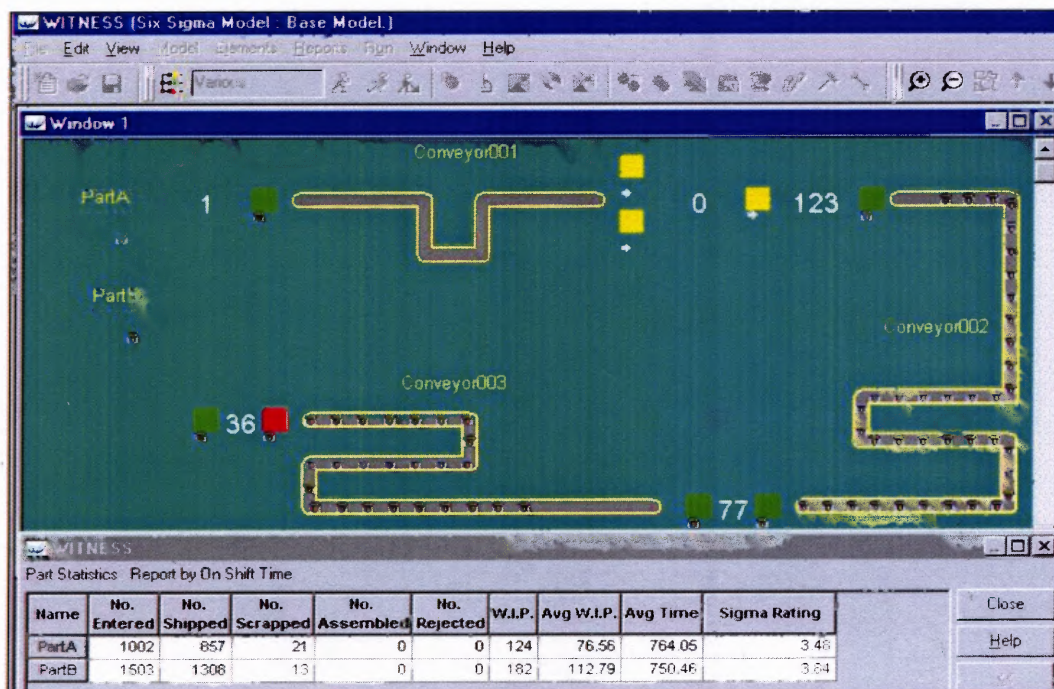 WITNESS (Six Sigma Model : Base Model.)
File Edit View Model Elements Reports Run Window Help
Various
Window 1
Conveyor001
PartA 1 0 123
PartB
Conveyor002
Conveyor003
36
77
WITNESS
Part Statistics Report by On Shift Time
Name No. Entered No. Shipped No. Scrapped No. Assembled No. Rejected W.I.P. Avg W.I.P. Avg Time Sigma Rating
PartA 1002 857 21 0 0 124 76.56 764.05 3.48
PartB 1503 1308 13 0 0 182 112.79 750.46
Close
Help